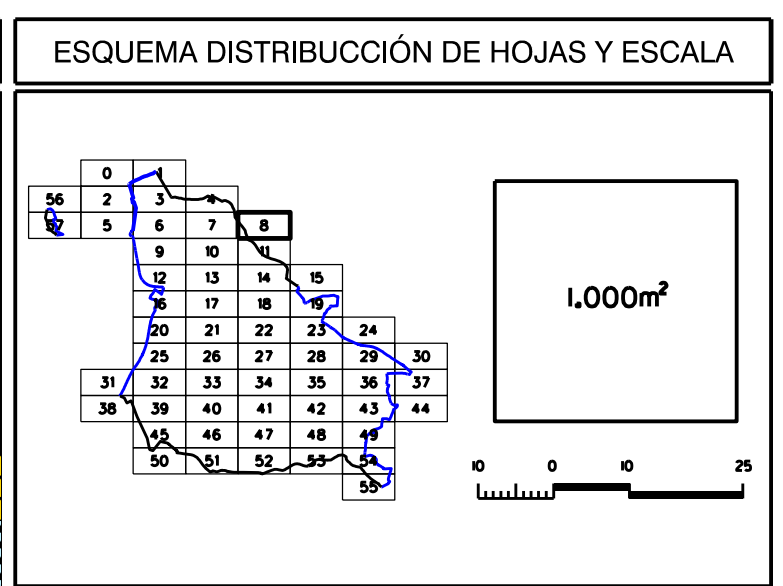 ESQUEMA DISTRIBUCCIÓN DE HOJAS Y ESCALA
0 1
56 2 3 4
57 5 6 7 8
9 10 11
12 13 14 15
16 17 18 19
20 21 22 23 24
25 26 27 28 29 30
31 32 33 34 35 36 37
38 39 40 41 42 43 44
45 46 47 48 49
50 51 52 53 54
55
1.000m²
10 0 10 25